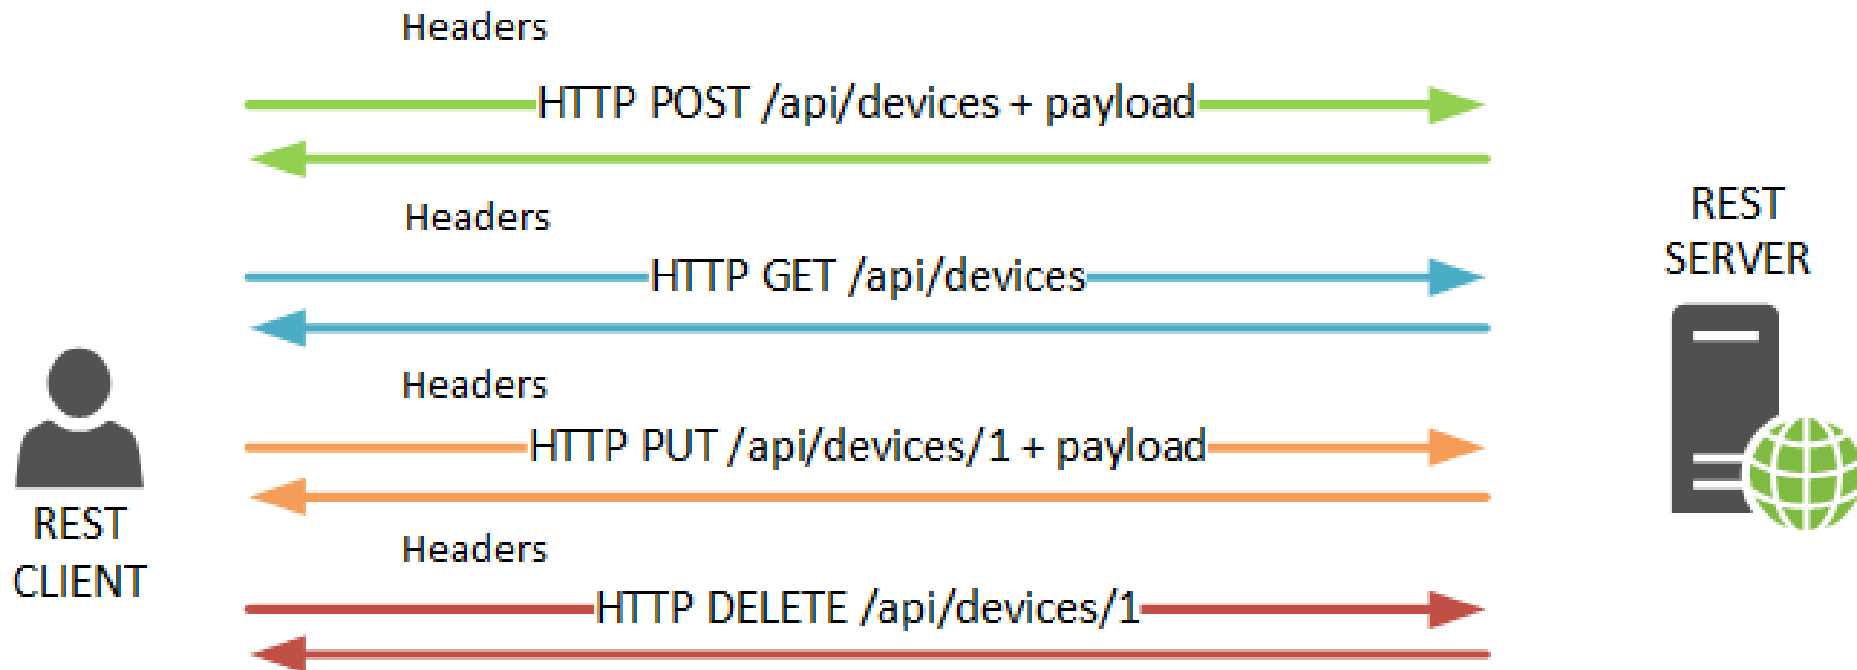 Headers
HTTP POST /api/devices + payload
Headers
HTTP GET /api/devices
Headers
HTTP PUT /api/devices/1 + payload
Headers
HTTP DELETE /api/devices/1
REST
CLIENT
REST
SERVER